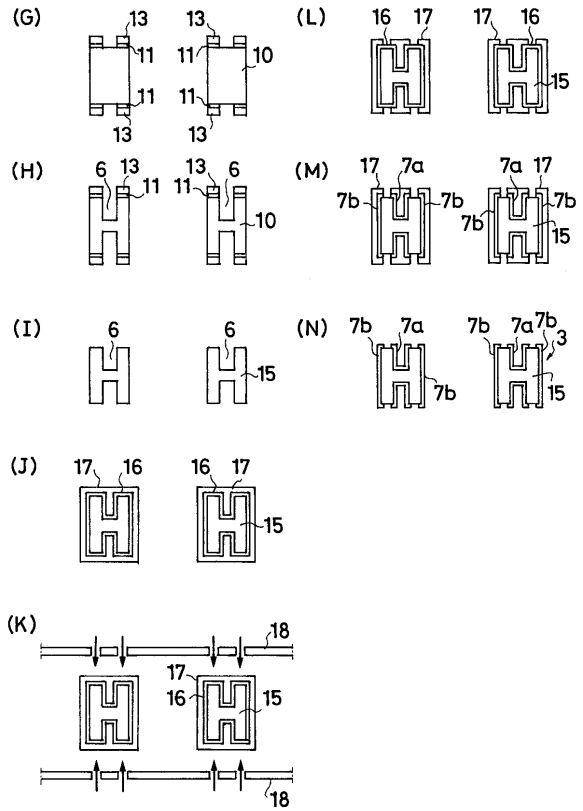 (G)
13 13
11 11 10
11 11
13 13
(H)
6 13 6
13 11 11
10
(I)
6 6
15
(J)
17 16 16 17
15
(K)
18
17
16 15
18
(L)
16 17 17 16
15
(M)
17 7a 7a 17
7b 7b 7b 7b
15
(N)
7b 7a 7b 7a 7b
3
7b 15